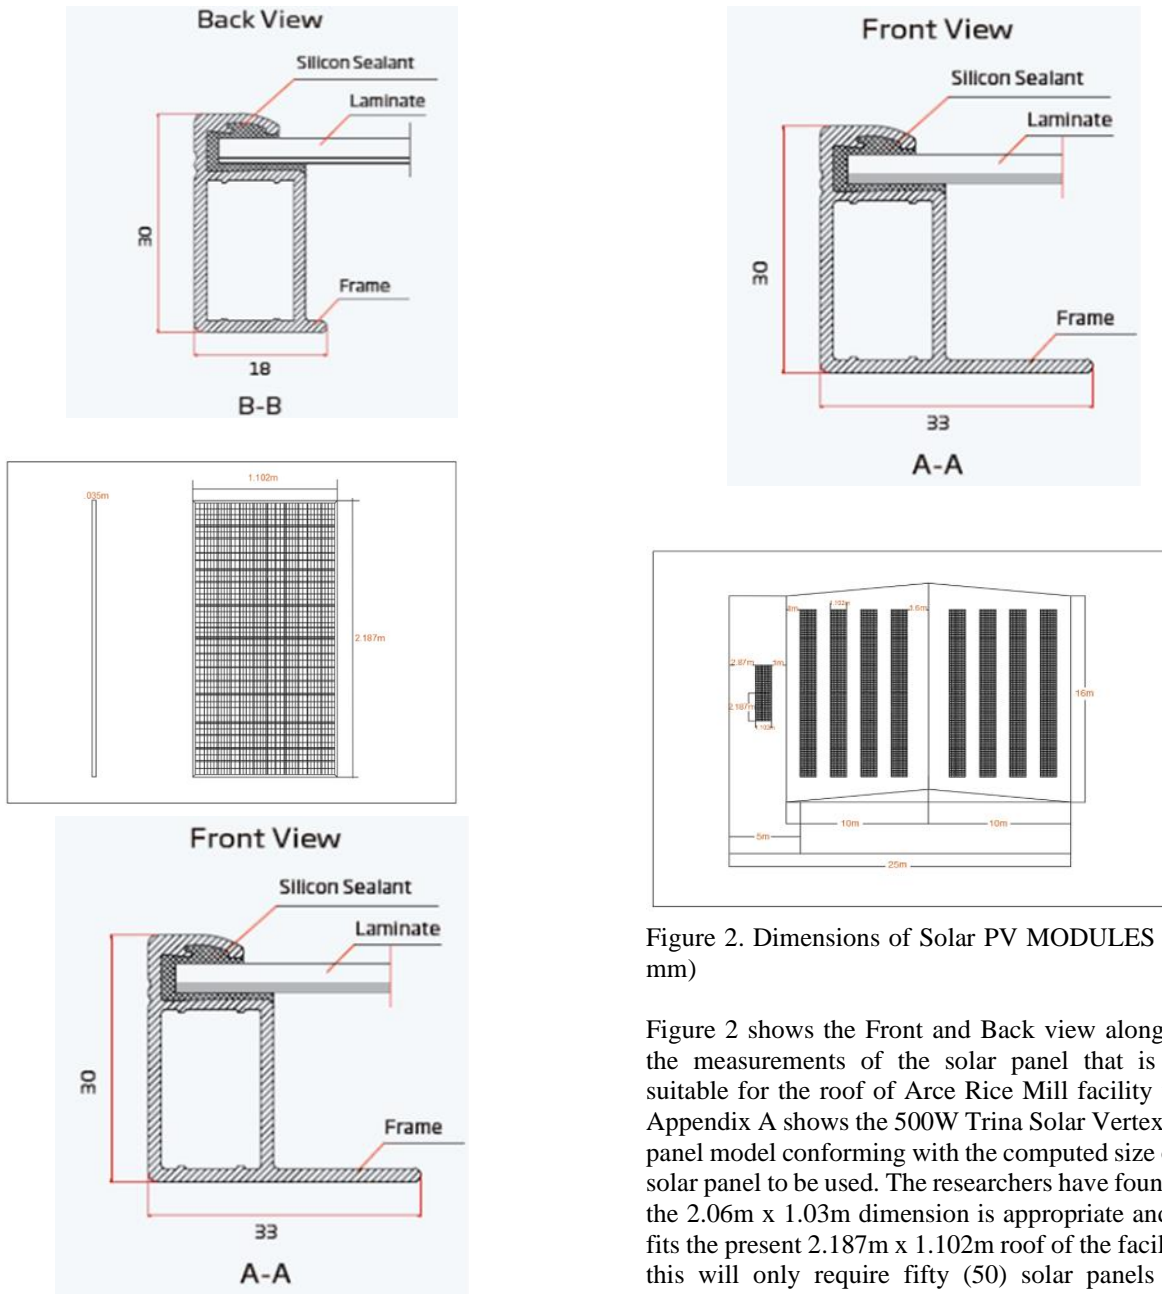 Back View
Silicon Sealant
Laminate
30
Frame
18
B-B
1.102m
.035m
2.187m
Front View
Silicon Sealant
Laminate
30
Frame
33
A-A
Front View
Silicon Sealant
Laminate
30
Frame
33
A-A
3.6m
2.87m
2.187m
16m
10m
10m
5m
25m
Figure 2. Dimensions of Solar PV MODULES
mm)
Figure 2 shows the Front and Back view along
the measurements of the solar panel that is
suitable for the roof of Arce Rice Mill facility
Appendix A shows the 500W Trina Solar Vertex
panel model conforming with the computed size
solar panel to be used. The researchers have foun
the 2.06m x 1.03m dimension is appropriate and
fits the present 2.187m x 1.102m roof of the facil
this will only require fifty (50) solar panels